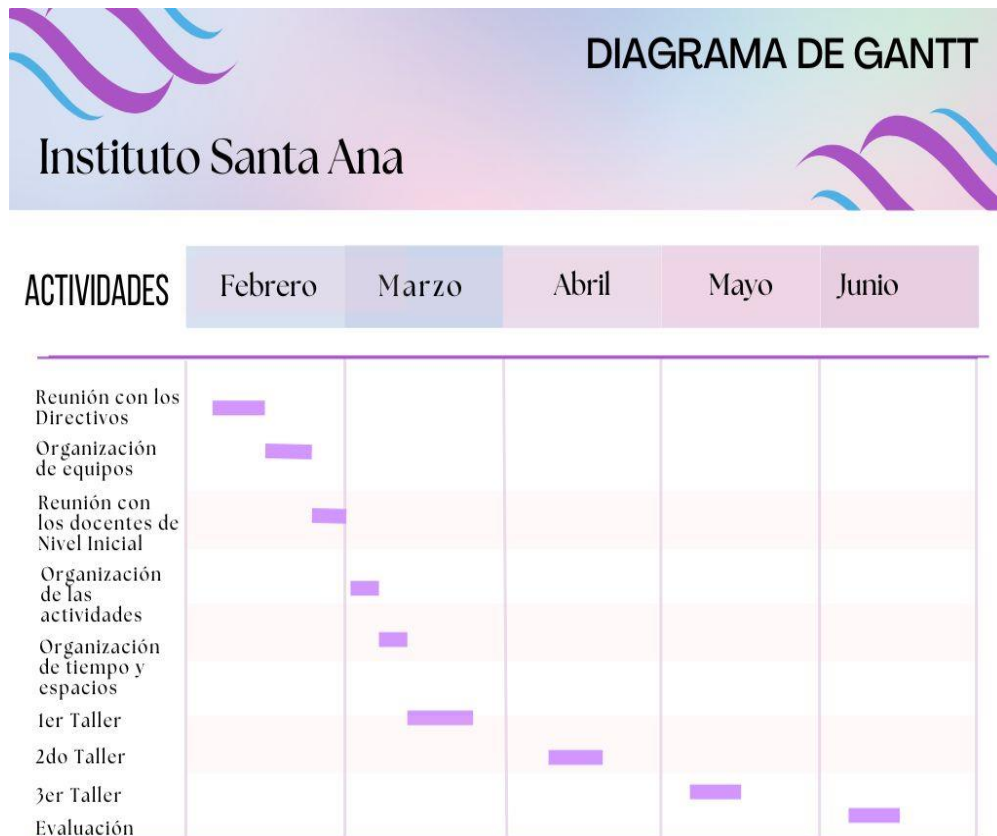 DIAGRAMA DE GANTT
Instituto Santa Ana
ACTIVIDADES
Febrero
Marzo
Abril
Mayo
Junio
Reunión con los
Directivos
Organización
de equipos
Reunión con
los docentes de
Nivel Inicial
Organización
de las
actividades
Organización
de tiempo y
espacios
1er Taller
2do Taller
3er Taller
Evaluación